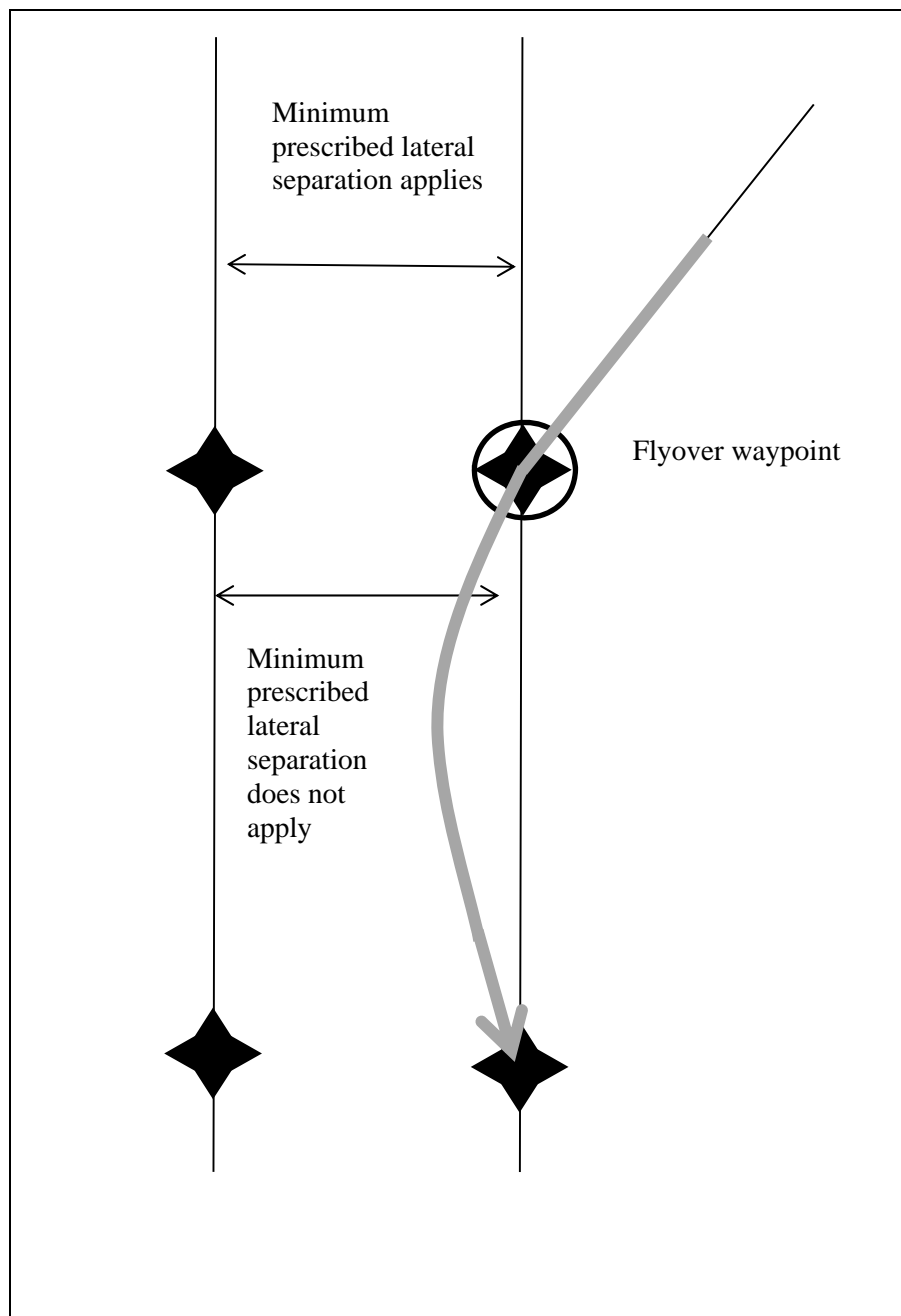 Minimum
prescribed lateral
separation applies
Flyover waypoint
Minimum
prescribed
lateral
separation
does not
apply